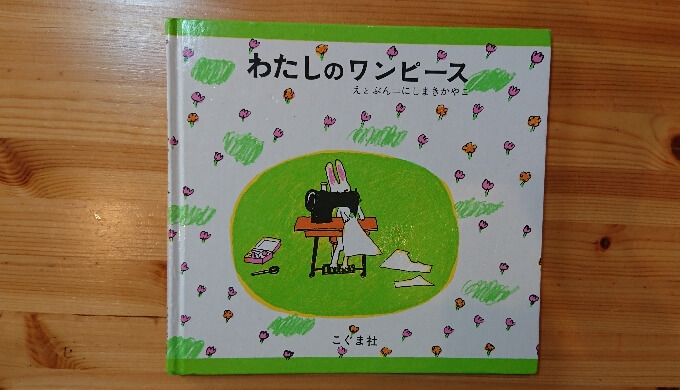 わたしのワンピース
えとぶん―にしまきかやこ
こぐま社